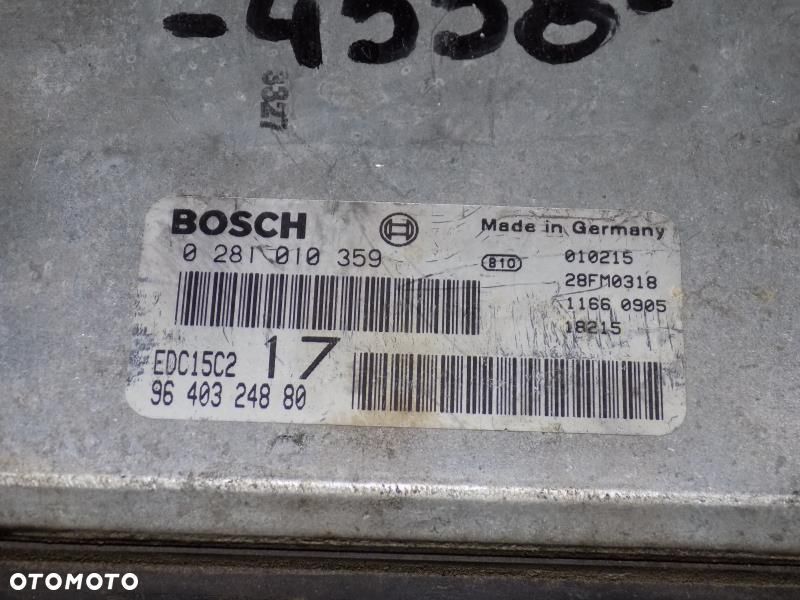 -4558-
3327
BOSCH
Made in Germany
0 281 010 359
810
010215
28FM0318
1166 0905
18215
EDC15C2
17
96 403 248 80
OTOMOTO